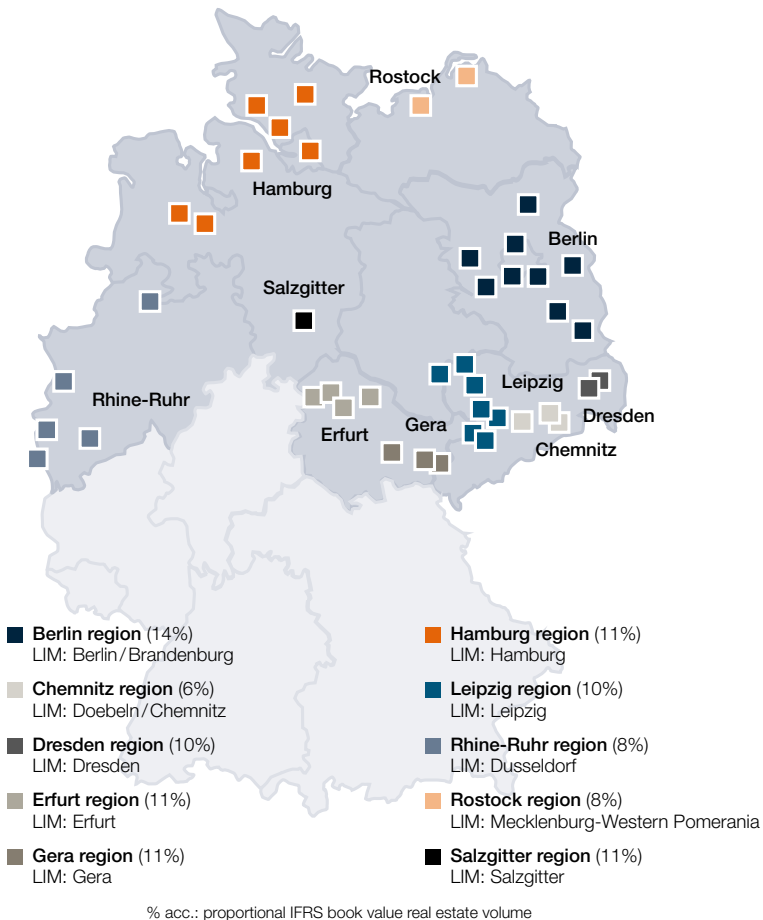 Rostock
Hamburg
Berlin
Salzgitter
Rhine-Ruhr
Leipzig
Dresden
Gera
Erfurt
Chemnitz
Berlin region (14%)
LIM: Berlin/Brandenburg
Chemnitz region (6%)
LIM: Doebeln/Chemnitz
Dresden region (10%)
LIM: Dresden
Erfurt region (11%)
LIM: Erfurt
Gera region (11%)
LIM: Gera
Hamburg region (11%)
LIM: Hamburg
Leipzig region (10%)
LIM: Leipzig
Rhine-Ruhr region (8%)
LIM: Dusseldorf
Rostock region (8%)
LIM: Mecklenburg-Western Pomerania
Salzgitter region (11%)
LIM: Salzgitter
% acc.: proportional IFRS book value real estate volume